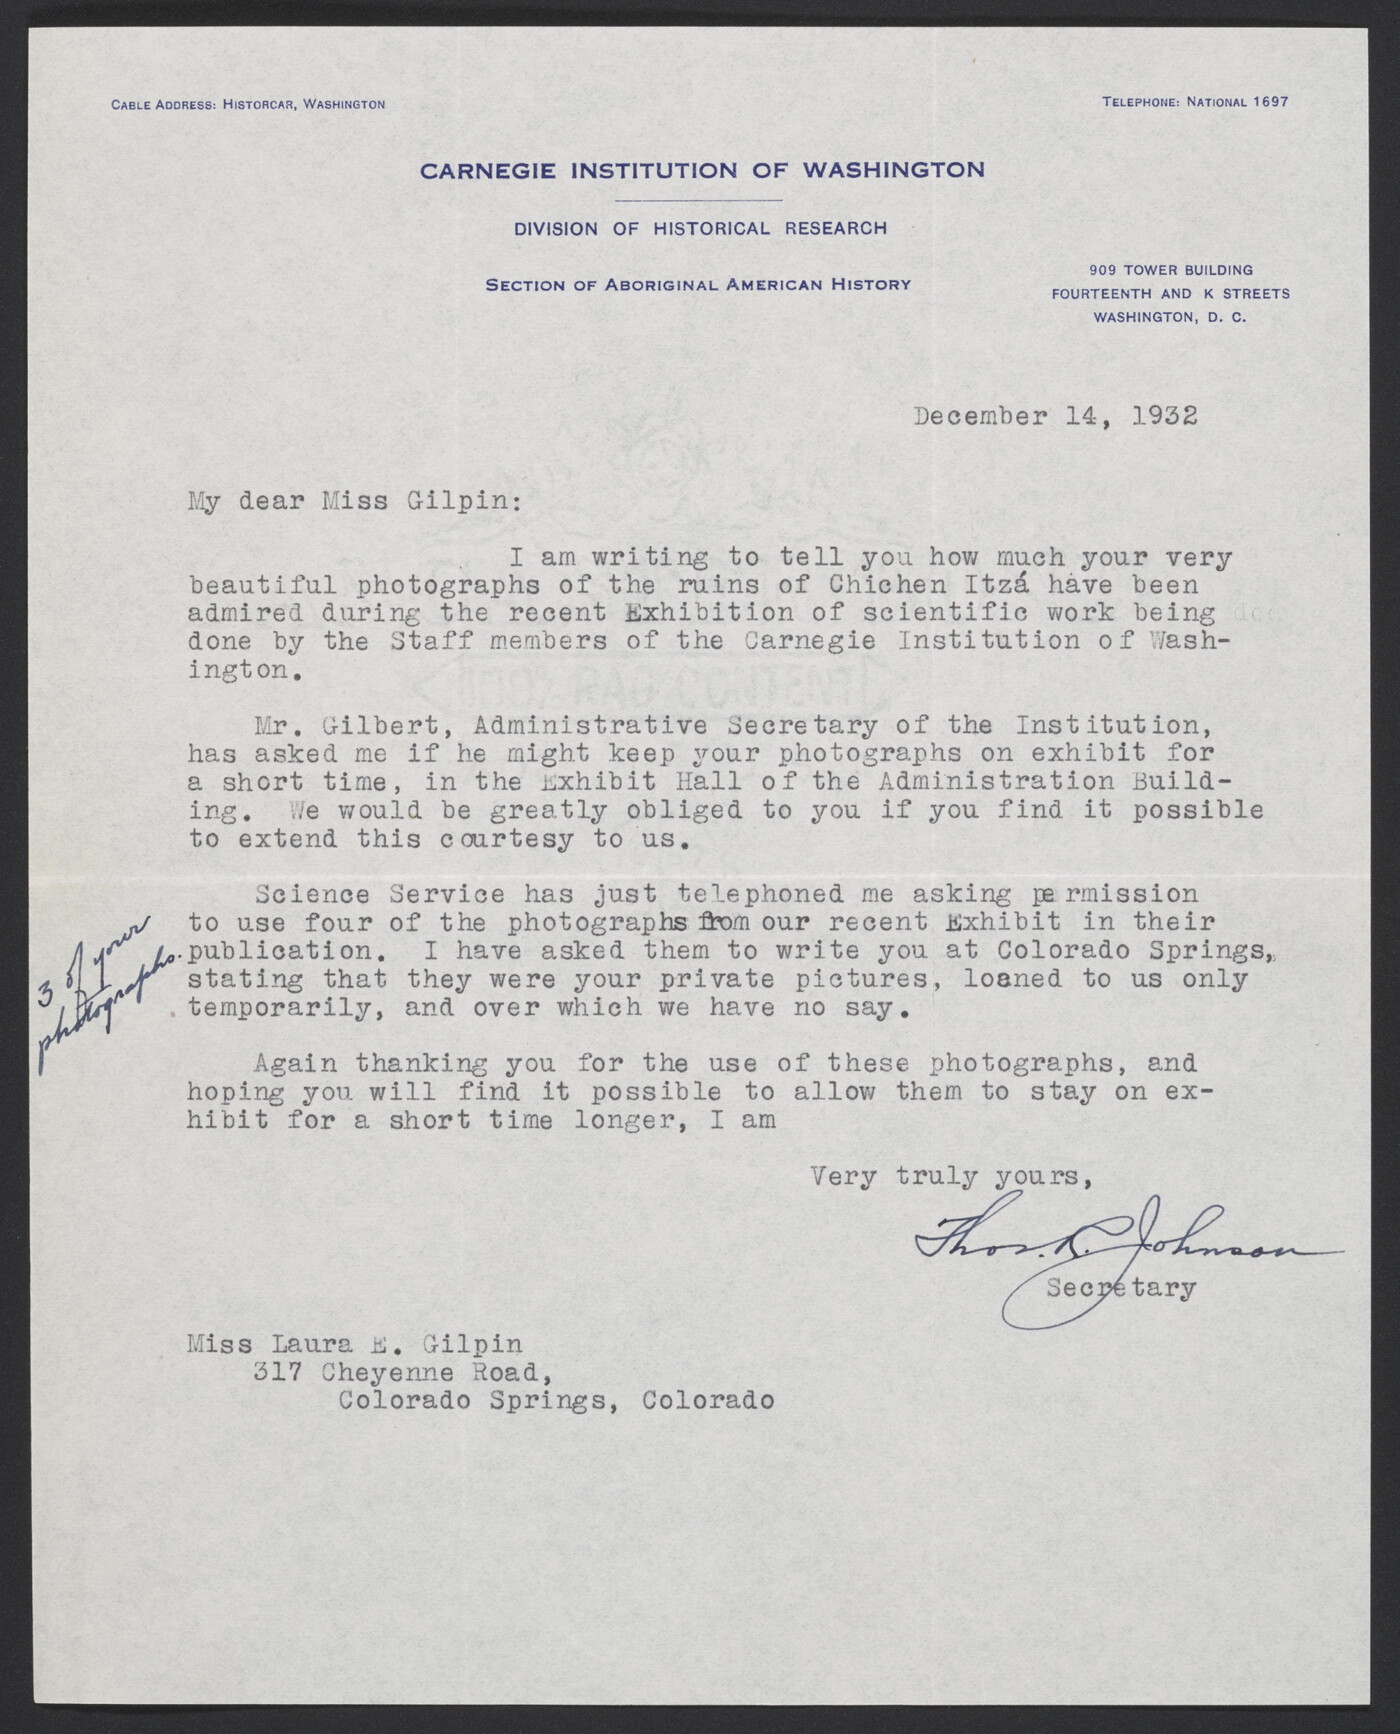 CABLE ADDRESS: HISTORCAR, WASHINGTON
TELEPHONE: NATIONAL 1697
CARNEGIE INSTITUTION OF WASHINGTON
DIVISION OF HISTORICAL RESEARCH
SECTION OF ABORIGINAL AMERICAN HISTORY
909 TOWER BUILDING
FOURTEENTH AND K STREETS
WASHINGTON, D. C.
December 14, 1932
My dear Miss Gilpin:
I am writing to tell you how much your very
beautiful photographs of the ruins of Chichen Itzá have been
admired during the recent Exhibition of scientific work being
done by the Staff members of the Carnegie Institution of Wash-
ington.
Mr. Gilbert, Administrative Secretary of the Institution,
has asked me if he might keep your photographs on exhibit for
a short time, in the Exhibit Hall of the Administration Build-
ing. We would be greatly obliged to you if you find it possible
to extend this courtesy to us.
Science Service has just telephoned me asking permission
to use four of the photographs from our recent Exhibit in their
publication. I have asked them to write you at Colorado Springs,
stating that they were your private pictures, loaned to us only
temporarily, and over which we have no say.
3 of your
photographs.
Again thanking you for the use of these photographs, and
hoping you will find it possible to allow them to stay on ex-
hibit for a short time longer, I am
Very truly yours,
Thos. R. Johnson
Secretary
Miss Laura E. Gilpin
317 Cheyenne Road,
Colorado Springs, Colorado